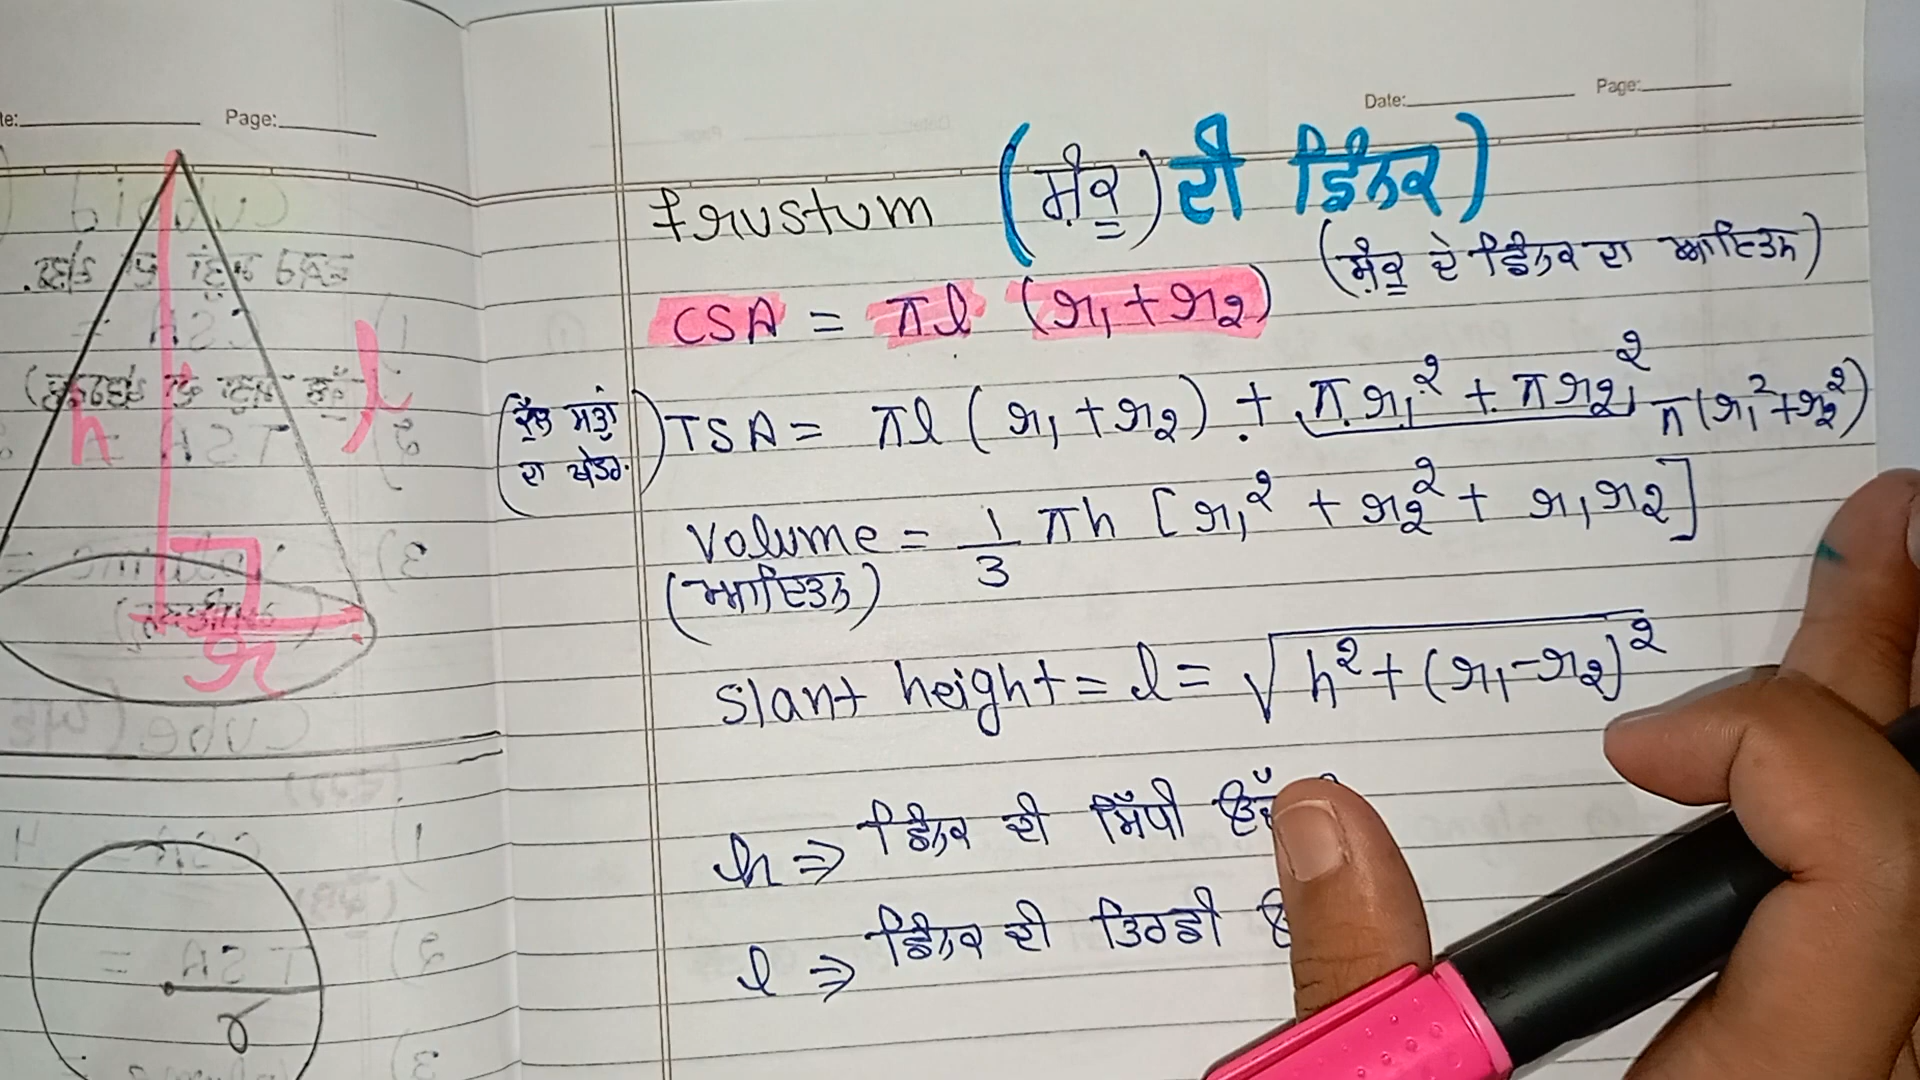 Page:
h
l
r
r
Date: Page:
frustum (ਸ਼ੰਕੂ) ਦੀ ਛਿੰਨਕ)
(ਸ਼ੰਕੂ ਦੇ ਛਿੰਨਕ ਦਾ ਆਇਤਨ)
CSA = πl (r₁ + r₂)
(ਕੁੱਲ ਸਤ੍ਹਾ ਦਾ ਖੇਤਰ.) TSA = πl (r₁ + r₂) + πr₁² + πr₂² π(r₁² + r₂²)
Volume = 1/3 πh [r₁² + r₂² + r₁r₂]
(ਆਇਤਨ)
Slant height = l = √h² + (r₁ - r₂)²
h ⇒ ਛਿੰਨਕ ਦੀ ਸਿੱਧੀ
l ⇒ ਛਿੰਨਕ ਦੀ ਤਿਰਛੀ